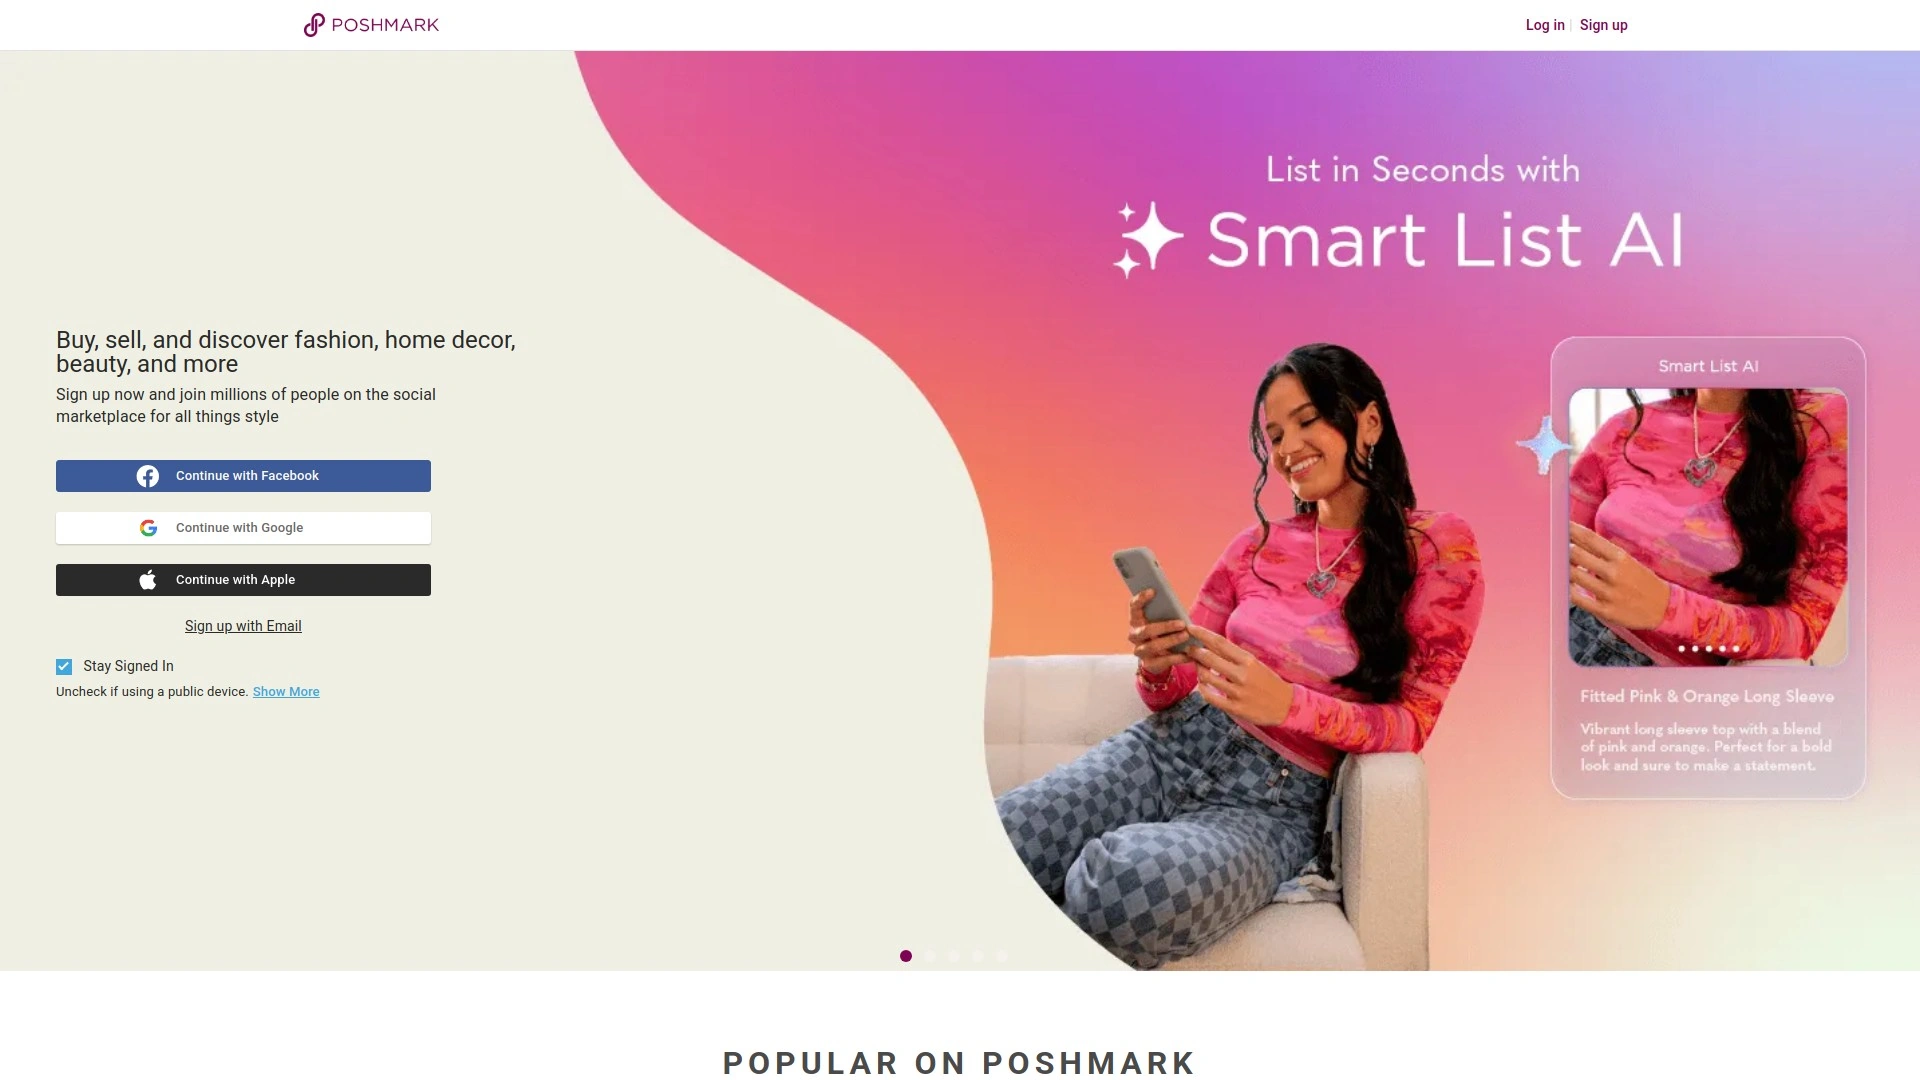 POSHMARK
Log in
Sign up
List in Seconds with
Smart List AI
Buy, sell, and discover fashion, home decor,
beauty, and more
Sign up now and join millions of people on the social
marketplace for all things style
Continue with Facebook
Continue with Google
Continue with Apple
Sign up with Email
Stay Signed In
Uncheck if using a public device. Show More
Smart List AI
Fitted Pink & Orange Long Sleeve
Vibrant long sleeve top with a blend
of pink and orange. Perfect for a bold
look and sure to make a statement.
POPULAR ON POSHMARK